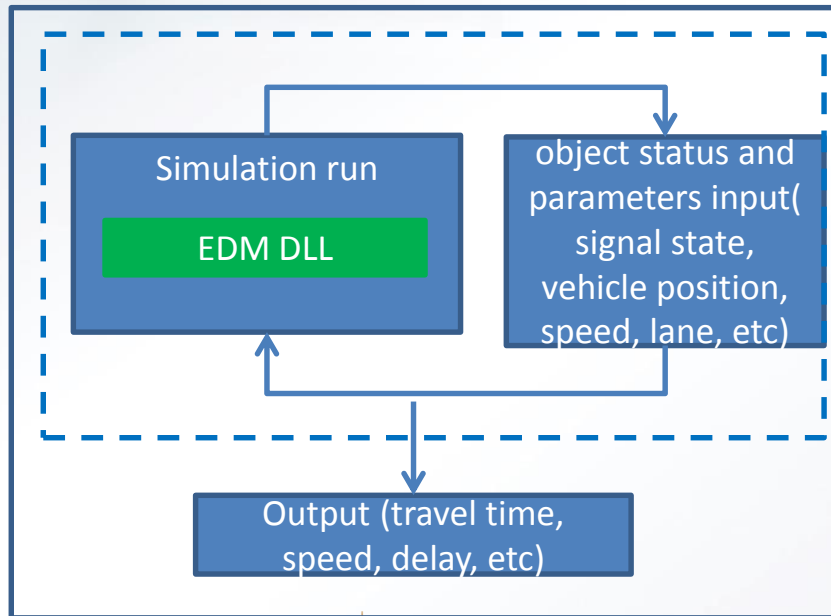 Simulation run
EDM DLL
object status and
parameters input(
signal state,
vehicle position,
speed, lane, etc)
Output (travel time,
speed, delay, etc)